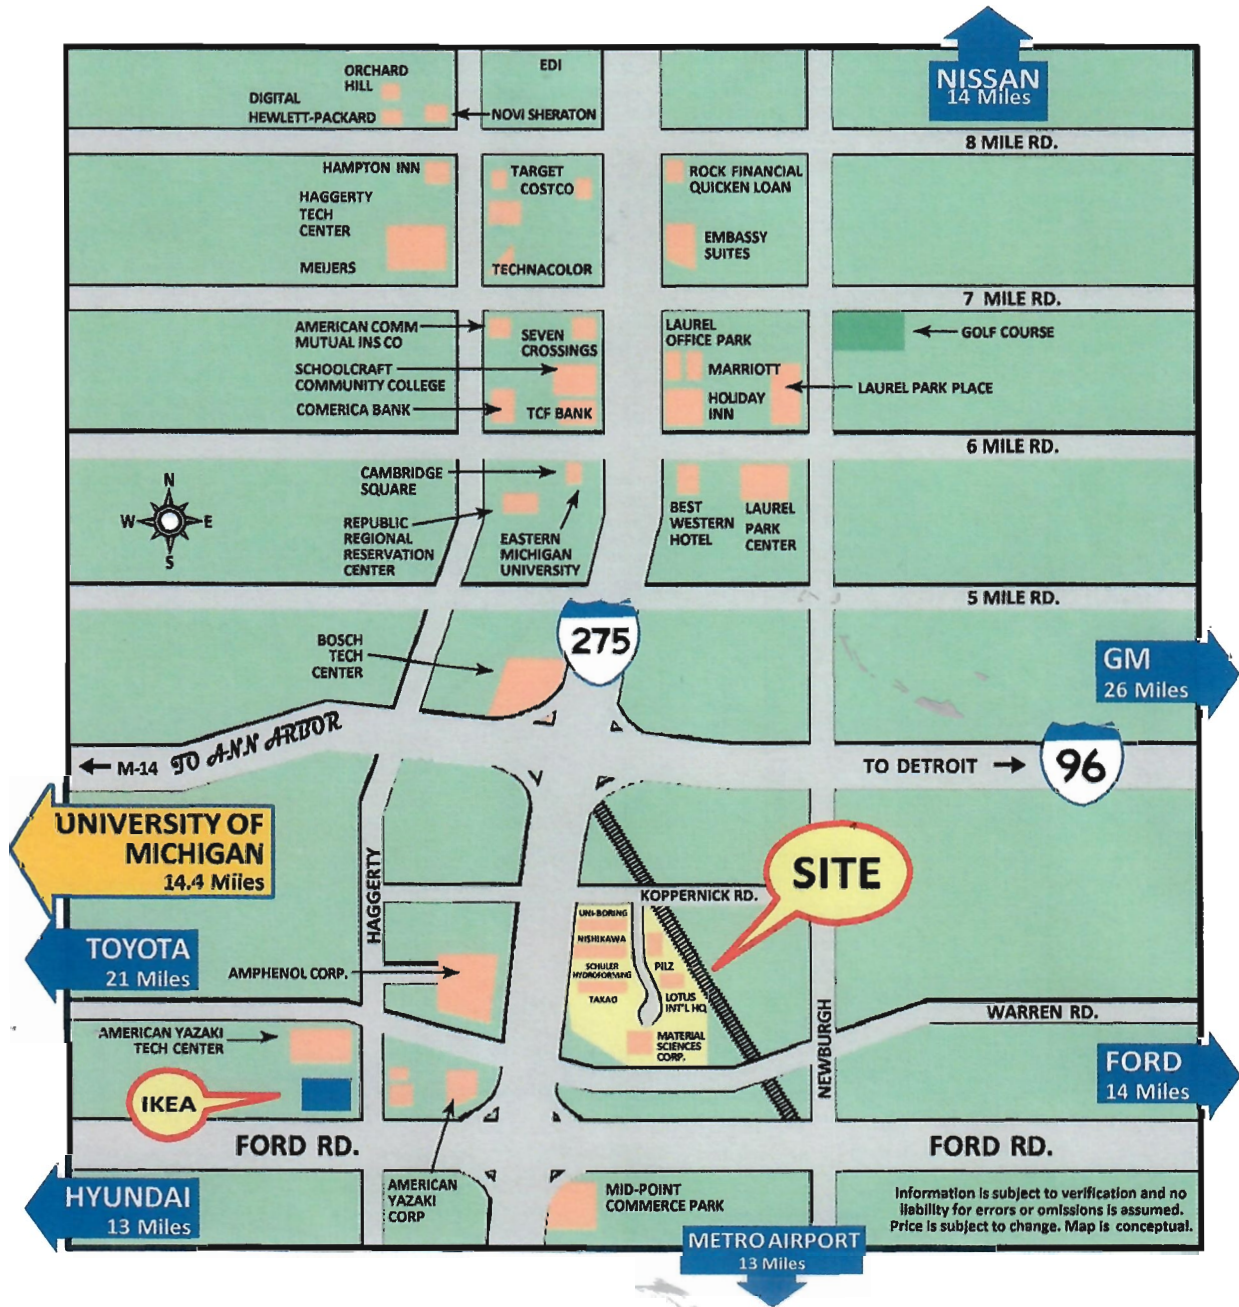 NISSAN
14 Miles
ORCHARD
HILL
EDI
DIGITAL
HEWLETT-PACKARD
NOVI SHERATON
8 MILE RD.
HAMPTON INN
HAGGERTY
TECH
CENTER
MEIJERS
TARGET
COSTCO
TECHNACOLOR
ROCK FINANCIAL
QUICKEN LOAN
EMBASSY
SUITES
7 MILE RD.
AMERICAN COMM
MUTUAL INS CO
SEVEN
CROSSINGS
SCHOOLCRAFT
COMMUNITY COLLEGE
COMERICA BANK
TCF BANK
LAUREL
OFFICE PARK
MARRIOTT
HOLIDAY
INN
GOLF COURSE
LAUREL PARK PLACE
6 MILE RD.
N
W
E
S
CAMBRIDGE
SQUARE
REPUBLIC
REGIONAL
RESERVATION
CENTER
EASTERN
MICHIGAN
UNIVERSITY
BEST
WESTERN
HOTEL
LAUREL
PARK
CENTER
5 MILE RD.
275
BOSCH
TECH
CENTER
GM
26 Miles
M-14
TO ANN ARBOR
TO DETROIT
96
UNIVERSITY OF
MICHIGAN
14.4 Miles
HAGGERTY
SITE
KOPPERNICK RD.
UNI-BORING
NISHIKAWA
SCHULER
HYDROFORMING
TAKAO
PILZ
LOTUS
INT'L HQ
MATERIAL
SCIENCES
CORP.
TOYOTA
21 Miles
AMPHENOL CORP.
WARREN RD.
NEWBURGH
AMERICAN YAZAKI
TECH CENTER
IKEA
FORD
14 Miles
FORD RD.
FORD RD.
HYUNDAI
13 Miles
AMERICAN
YAZAKI
CORP
MID-POINT
COMMERCE PARK
Information is subject to verification and no
liability for errors or omissions is assumed.
Price is subject to change. Map is conceptual.
METRO AIRPORT
13 Miles